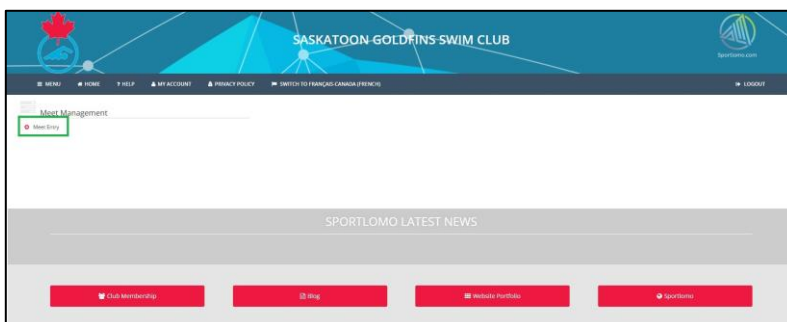 SASKATOON GOLDFINS SWIM CLUB
Sportlomo.com
MENU HOME ? HELP MY ACCOUNT PRIVACY POLICY SWITCH TO FRANÇAIS CANADA (FRENCH) LOGOUT
Meet Management
Meet Entry
SPORTLOMO LATEST NEWS
Club Membership Blog Website Portfolio Sportlomo